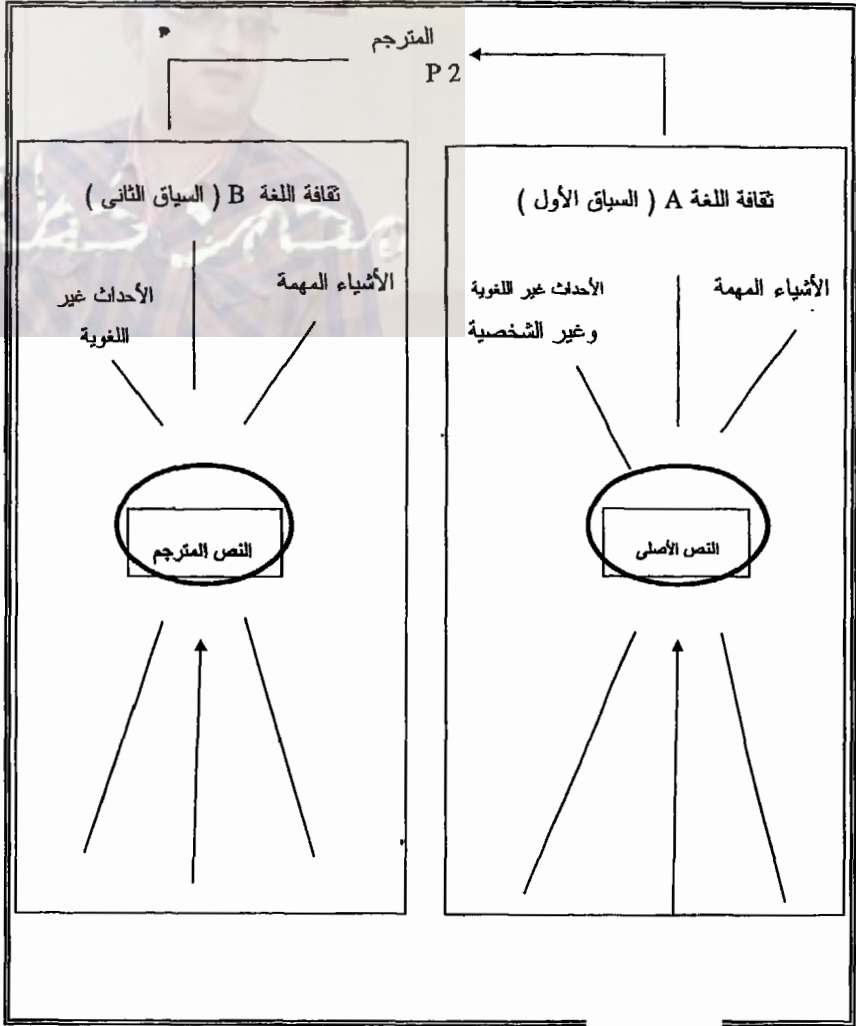 المترجم
P 2
ثقافة اللغة A ( السياق الأول )
الأشياء المهمة
الأحداث غير اللغوية
وغير الشخصية
النص الأصلى
ثقافة اللغة B ( السياق الثانى )
الأشياء المهمة
الأحداث غير
اللغوية
النص المترجم